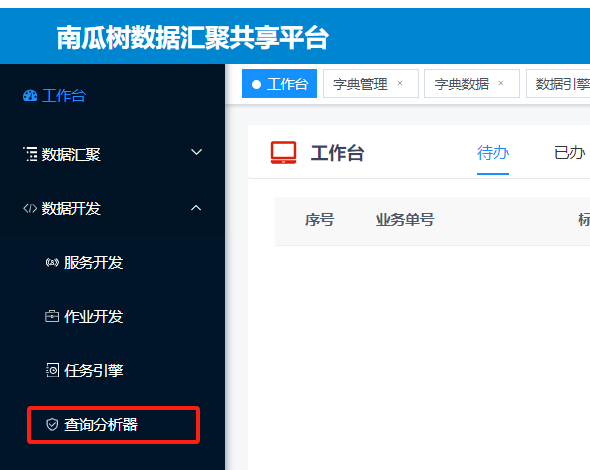 南瓜树数据汇聚共享平台
工作台
数据汇聚
数据开发
服务开发
作业开发
任务引擎
查询分析器
工作台 字典管理 × 字典数据 × 数据引擎
工作台 待办 已办
序号 业务单号 标